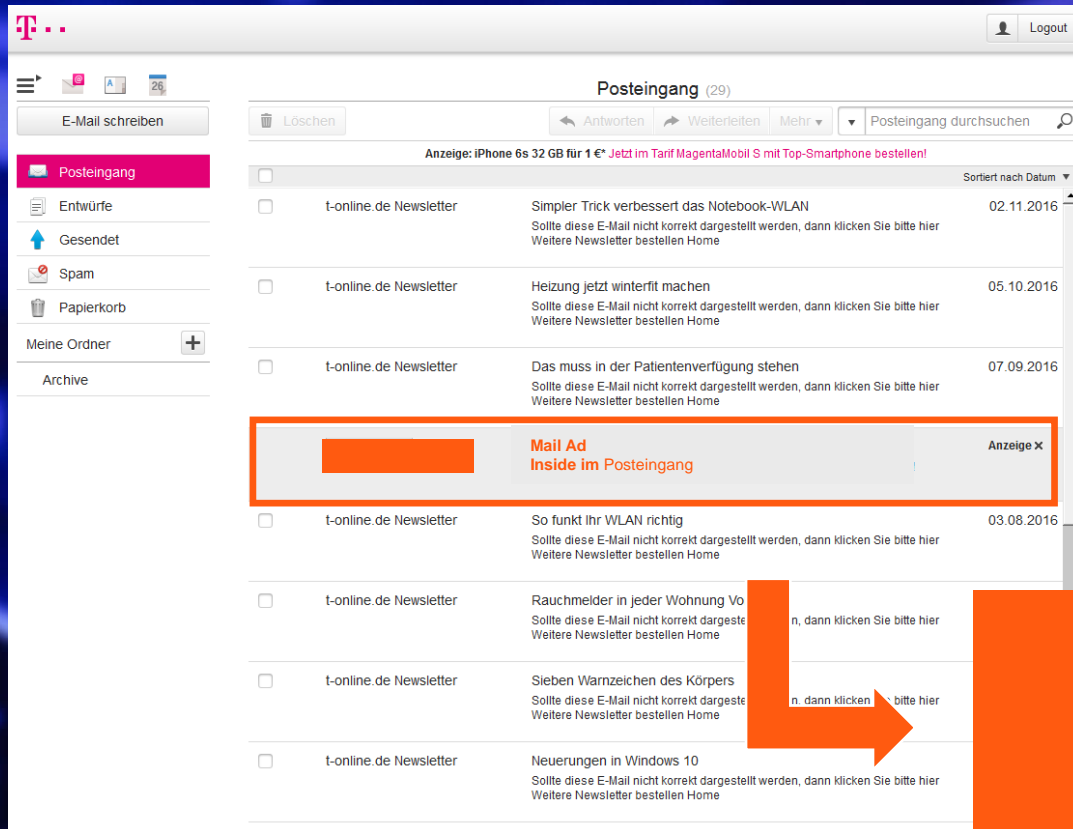 T
Logout
26
Posteingang (29)
E-Mail schreiben
Löschen
Antworten
Weiterleiten
Mehr
Posteingang durchsuchen
Anzeige: iPhone 6s 32 GB für 1 €* Jetzt im Tarif MagentaMobil S mit Top-Smartphone bestellen!
Posteingang
Entwürfe
Gesendet
Spam
Papierkorb
Meine Ordner
Archive
Sortiert nach Datum
t-online.de Newsletter
Simpler Trick verbessert das Notebook-WLAN
02.11.2016
Sollte diese E-Mail nicht korrekt dargestellt werden, dann klicken Sie bitte hier
Weitere Newsletter bestellen Home
t-online.de Newsletter
Heizung jetzt winterfit machen
05.10.2016
Sollte diese E-Mail nicht korrekt dargestellt werden, dann klicken Sie bitte hier
Weitere Newsletter bestellen Home
t-online.de Newsletter
Das muss in der Patientenverfügung stehen
07.09.2016
Sollte diese E-Mail nicht korrekt dargestellt werden, dann klicken Sie bitte hier
Weitere Newsletter bestellen Home
Mail Ad
Inside im Posteingang
Anzeige
t-online.de Newsletter
So funkt Ihr WLAN richtig
03.08.2016
Sollte diese E-Mail nicht korrekt dargestellt werden, dann klicken Sie bitte hier
Weitere Newsletter bestellen Home
t-online.de Newsletter
Rauchmelder in jeder Wohnung
Sollte diese E-Mail nicht korrekt dann klicken Sie bitte hier
Weitere Newsletter bestellen Home
t-online.de Newsletter
Sieben Warnzeichen des Körpers
Sollte diese E-Mail nicht korrekt dann klicken bitte hier
Weitere Newsletter bestellen Home
t-online.de Newsletter
Neuerungen in Windows 10
Sollte diese E-Mail nicht korrekt dargestellt werden, dann klicken Sie bitte hier
Weitere Newsletter bestellen Home